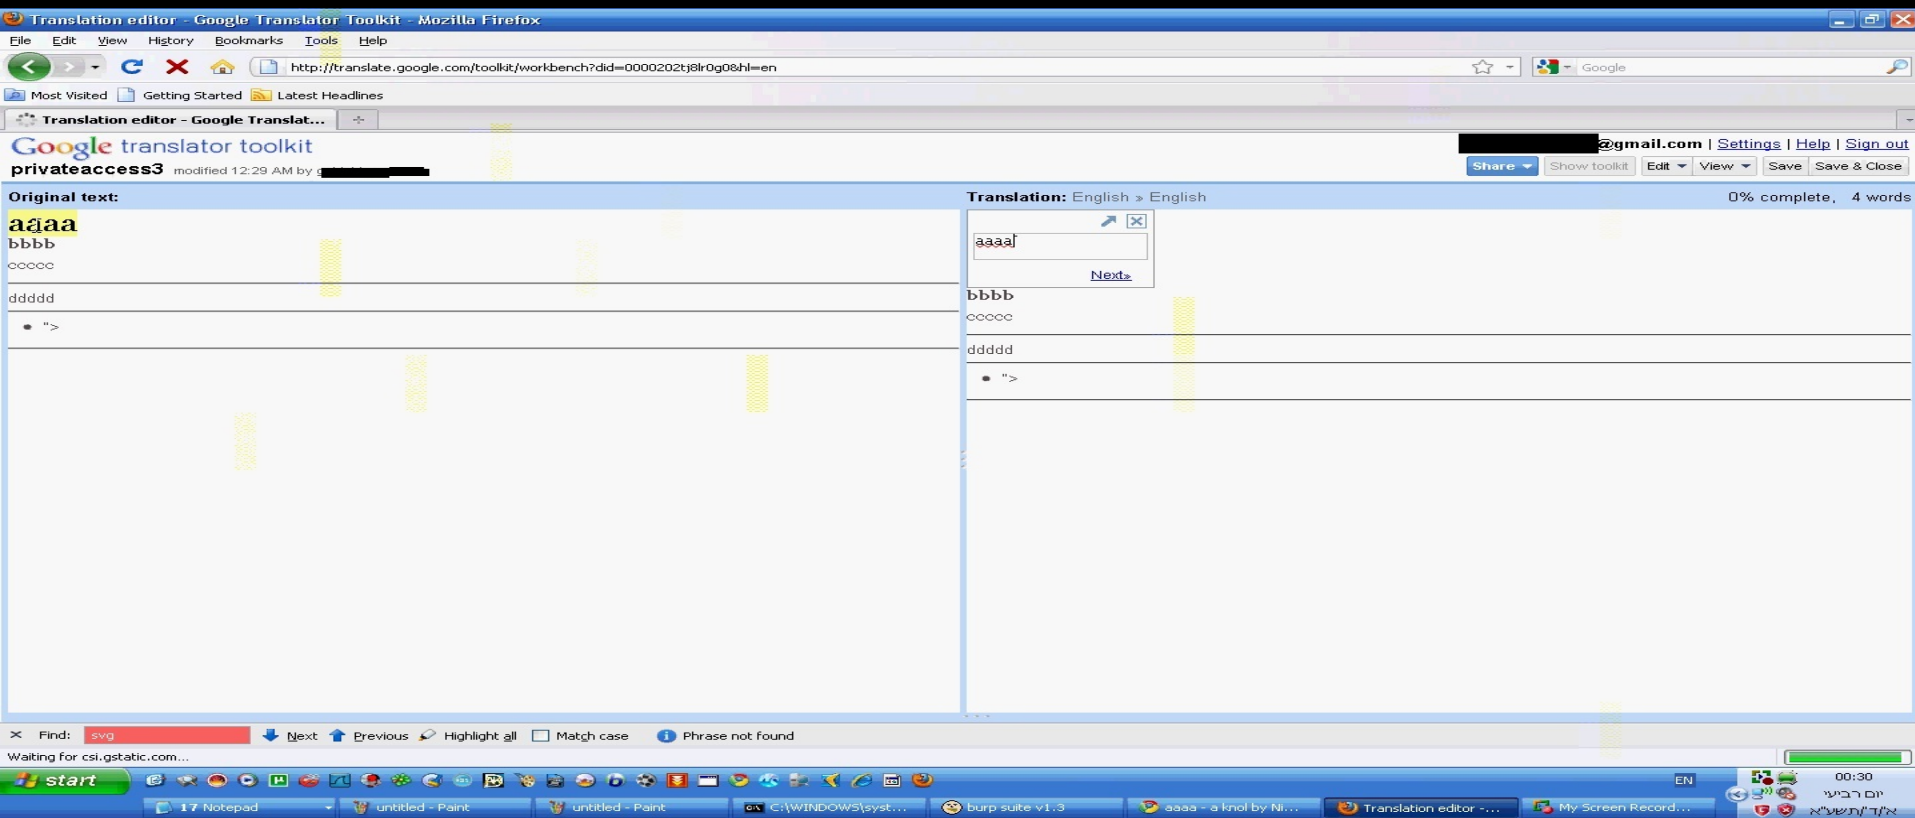 Translation editor - Google Translator Toolkit - Mozilla Firefox
File Edit View History Bookmarks Tools Help
http://translate.google.com/toolkit/workbench?did=0000202tj8lr0g0&hl=en
Google
Most Visited Getting Started Latest Headlines
Translation editor - Google Translat...
Google translator toolkit
@gmail.com | Settings | Help | Sign out
privateaccess3 modified 12:29 AM by
Share Show toolkit Edit View Save Save & Close
Original text:
Translation: English » English
0% complete, 4 words
aaaa
bbbb
ccccc
ddddd
• ">
aaaa
Next»
bbbb
ccccc
ddddd
• ">
× Find: svg Next Previous Highlight all Match case Phrase not found
Waiting for csi.gstatic.com...
start
EN
00:30
יום רביעי
א'/ד'/תשע"א
17 Notepad
untitled - Paint
untitled - Paint
C:\WINDOWS\syst...
burp suite v1.3
aaaa - a knol by Ni...
Translation editor -...
My Screen Record...